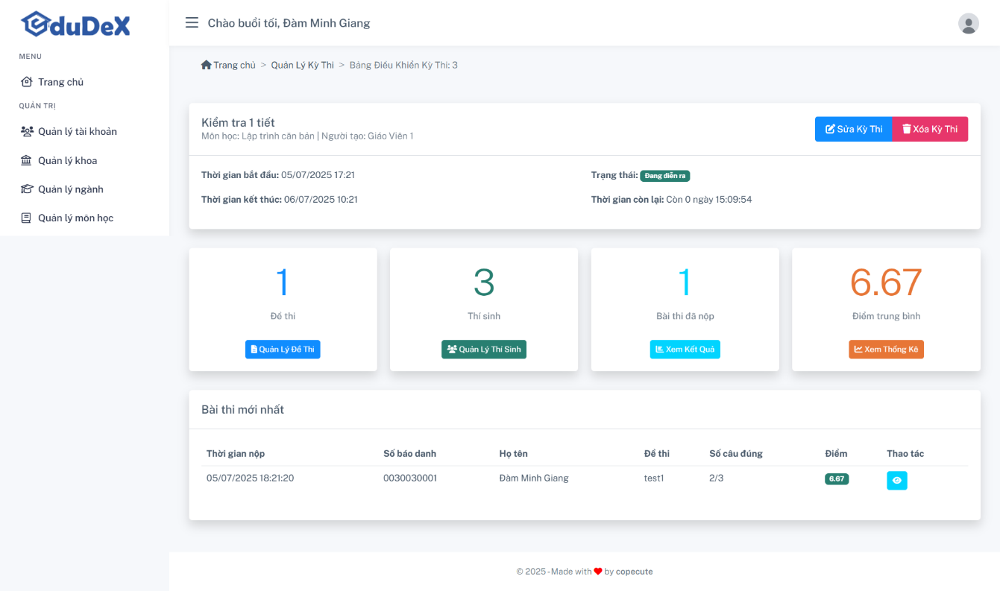 eduDeX
Chào buổi tối, Đàm Minh Giang
MENU
Trang chủ
QUẢN TRỊ
Quản lý tài khoản
Quản lý khoa
Quản lý ngành
Quản lý môn học
Trang chủ > Quản Lý Kỳ Thi > Bảng Điều Khiển Kỳ Thi: 3
Kiểm tra 1 tiết
Môn học: Lập trình căn bản | Người tạo: Giáo Viên 1
Sửa Kỳ Thi Xóa Kỳ Thi
Thời gian bắt đầu: 05/07/2025 17:21
Trạng thái: Đang diễn ra
Thời gian kết thúc: 06/07/2025 10:21
Thời gian còn lại: Còn 0 ngày 15:09:54
1
Đề thi
Quản Lý Đề Thi
3
Thí sinh
Quản Lý Thí Sinh
1
Bài thi đã nộp
Xem Kết Quả
6.67
Điểm trung bình
Xem Thống Kê
Bài thi mới nhất
Thời gian nộp Số báo danh Họ tên Đề thi Số câu đúng Điểm Thao tác
05/07/2025 18:21:20 0030030001 Đàm Minh Giang test1 2/3 6.67
© 2025 - Made with ❤ by copecute